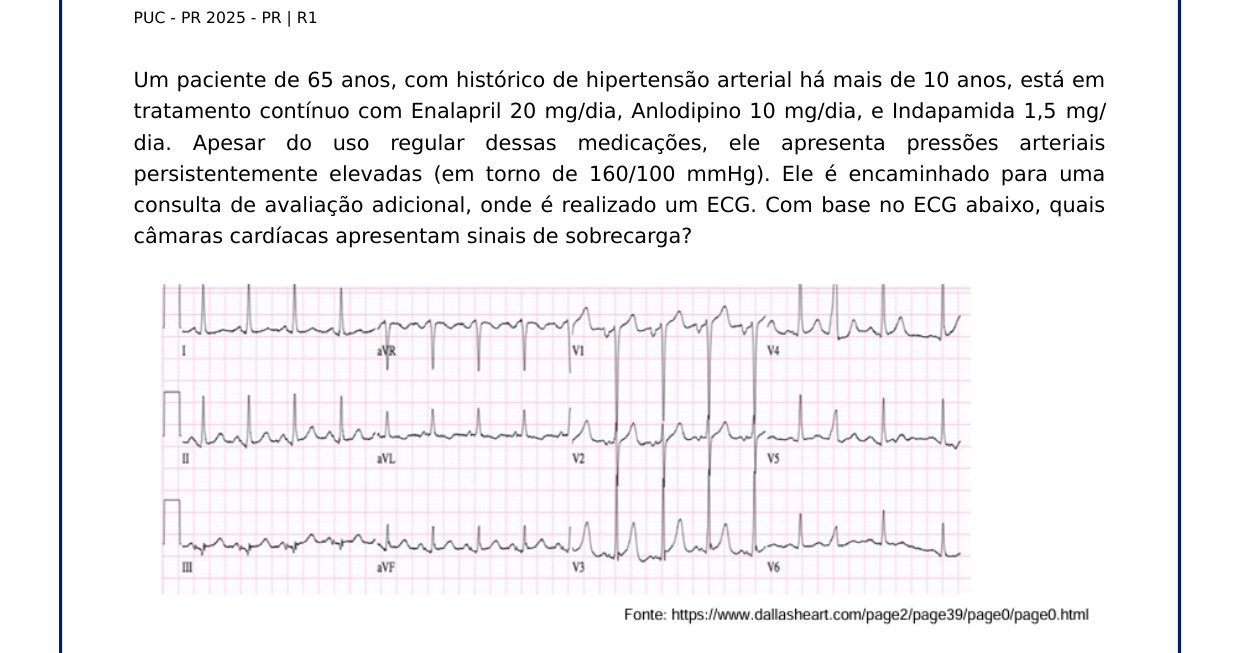 PUC - PR 2025 - PR | R1
Um paciente de 65 anos, com histórico de hipertensão arterial há mais de 10 anos, está em
tratamento contínuo com Enalapril 20 mg/dia, Anlodipino 10 mg/dia, e Indapamida 1,5 mg/
dia. Apesar do uso regular dessas medicações, ele apresenta pressões arteriais
persistentemente elevadas (em torno de 160/100 mmHg). Ele é encaminhado para uma
consulta de avaliação adicional, onde é realizado um ECG. Com base no ECG abaixo, quais
câmaras cardíacas apresentam sinais de sobrecarga?
I aVR V1 V4
II aVL V2 V5
III aVF V3 V6
Fonte: https://www.dallasheart.com/page2/page39/page0/page0.html